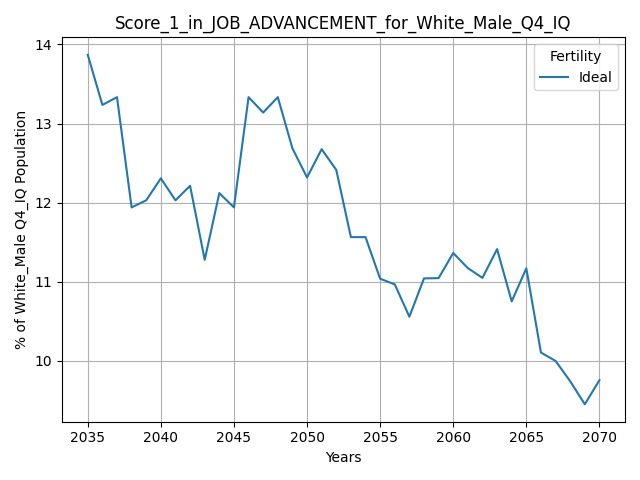 Score_1_in_JOB_ADVANCEMENT_for_White_Male_Q4_IQ
Fertility
Ideal
% of White_Male Q4_IQ Population
14
13
12
11
10
2035 2040 2045 2050 2055 2060 2065 2070
Years